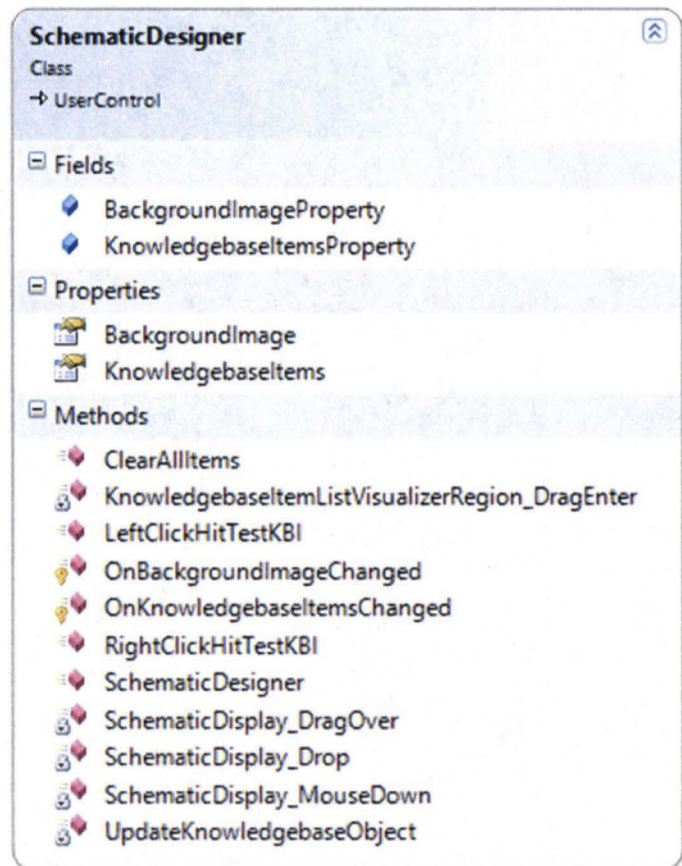 SchematicDesigner
Class
UserControl
Fields
BackgroundImageProperty
KnowledgebaseItemsProperty
Properties
BackgroundImage
KnowledgebaseItems
Methods
ClearAllItems
KnowledgebaseItemListVisualizerRegion_DragEnter
LeftClickHitTestKBI
OnBackgroundImageChanged
OnKnowledgebaseItemsChanged
RightClickHitTestKBI
SchematicDesigner
SchematicDisplay_DragOver
SchematicDisplay_Drop
SchematicDisplay_MouseDown
UpdateKnowledgebaseObject